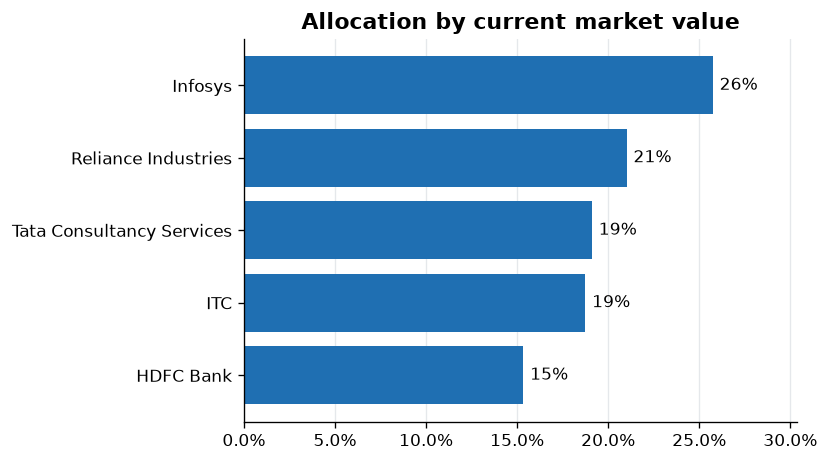 Allocation by current market value
Infosys 26%
Reliance Industries 21%
Tata Consultancy Services 19%
ITC 19%
HDFC Bank 15%
0.0% 5.0% 10.0% 15.0% 20.0% 25.0% 30.0%